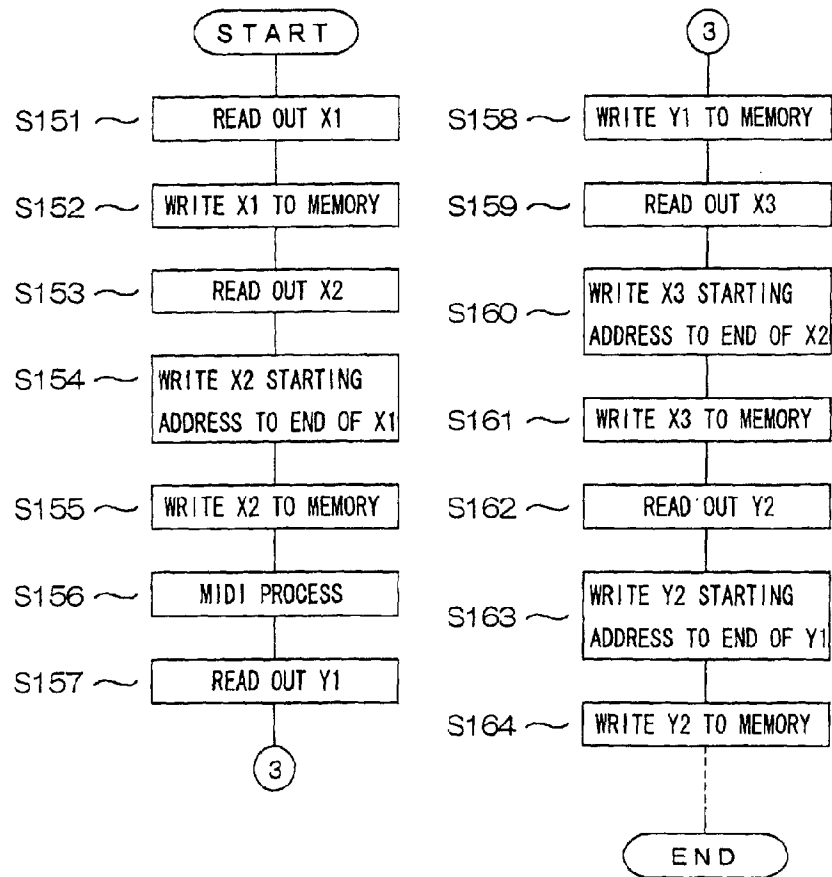 START
S151 READ OUT X1
S152 WRITE X1 TO MEMORY
S153 READ OUT X2
S154 WRITE X2 STARTING
ADDRESS TO END OF X1
S155 WRITE X2 TO MEMORY
S156 MIDI PROCESS
S157 READ OUT Y1
3
3
S158 WRITE Y1 TO MEMORY
S159 READ OUT X3
S160 WRITE X3 STARTING
ADDRESS TO END OF X2
S161 WRITE X3 TO MEMORY
S162 READ OUT Y2
S163 WRITE Y2 STARTING
ADDRESS TO END OF Y1
S164 WRITE Y2 TO MEMORY
END